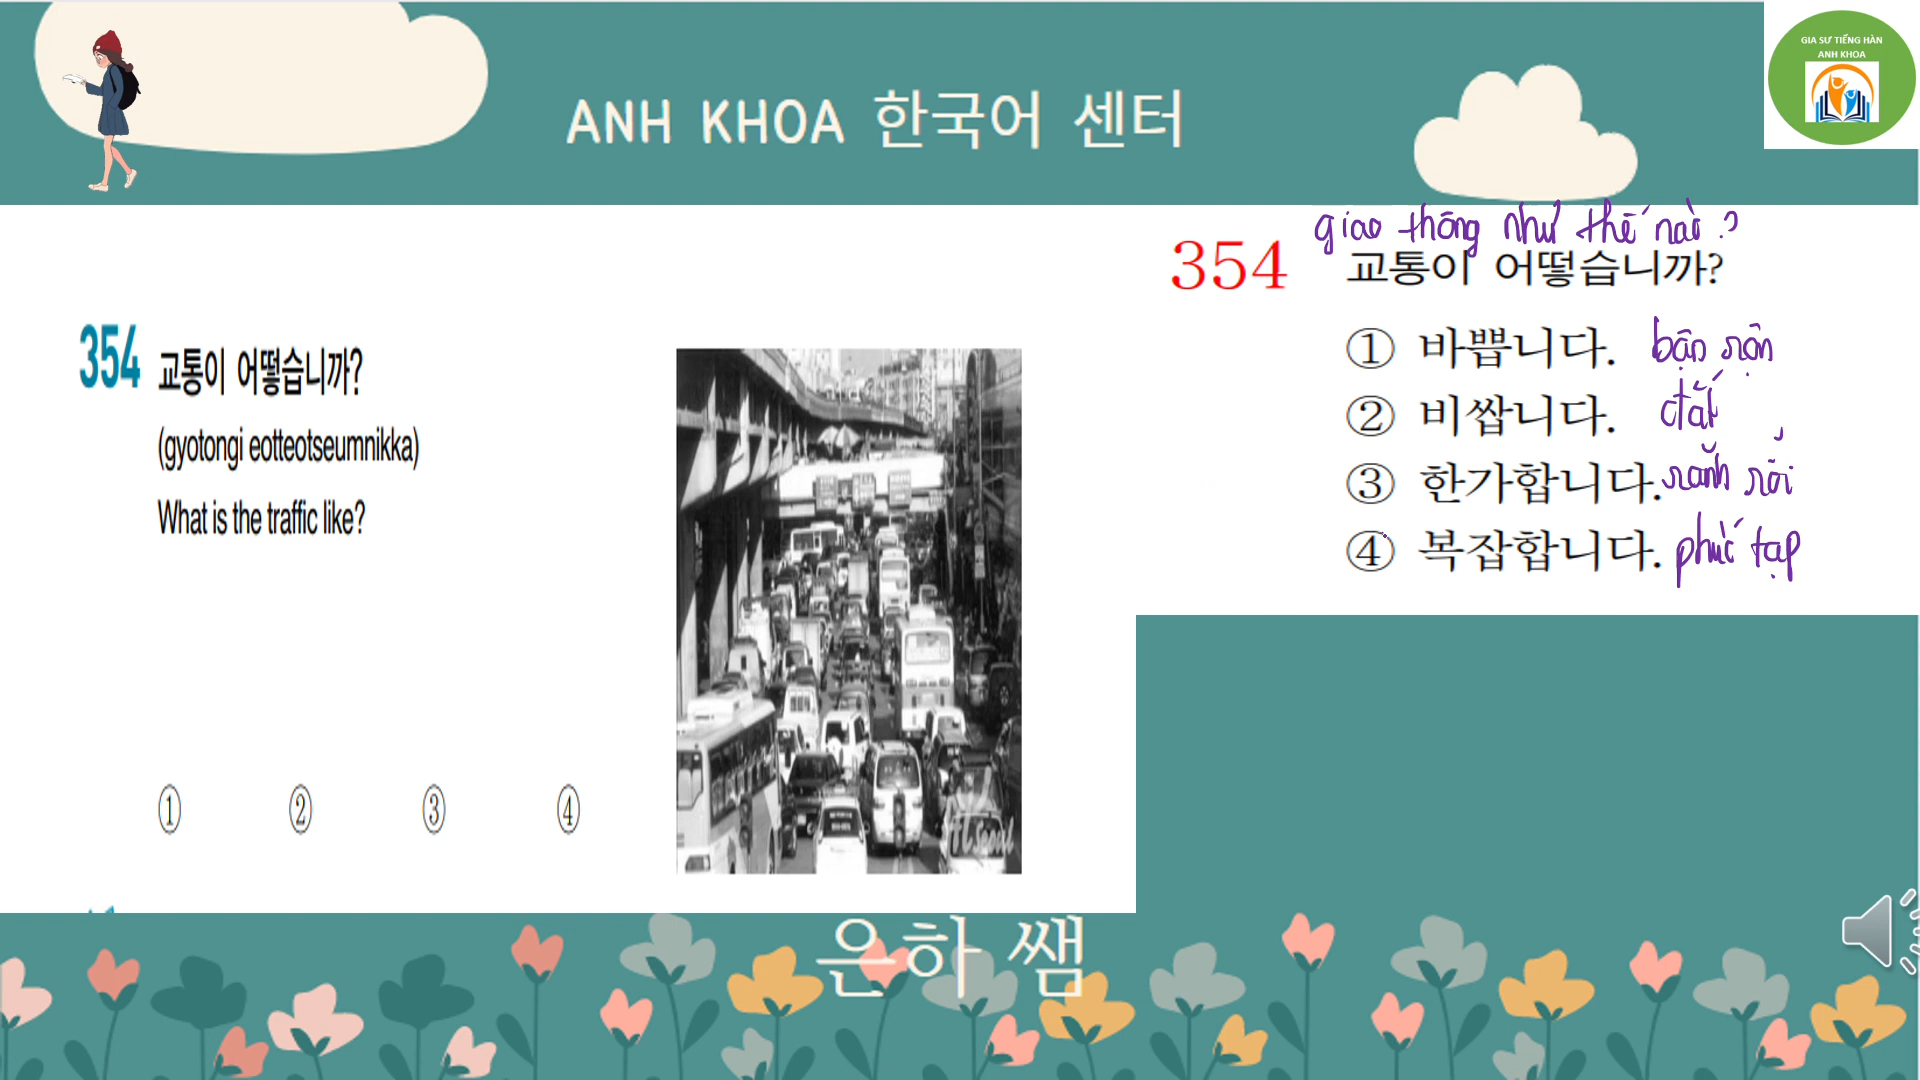 GIA SƯ TIẾNG HÀN
ANH KHOA
ANH KHOA 한국어 센터
354 교통이 어떻습니까?
(gyotongi eotteotseumnikka)
What is the traffic like?
① ② ③ ④
giao thông như thế nào?
354 교통이 어떻습니까?
① 바쁩니다. bận rộn
② 비쌉니다. đắt
③ 한가합니다. rảnh rỗi
④ 복잡합니다. phức tạp
은하 쌤